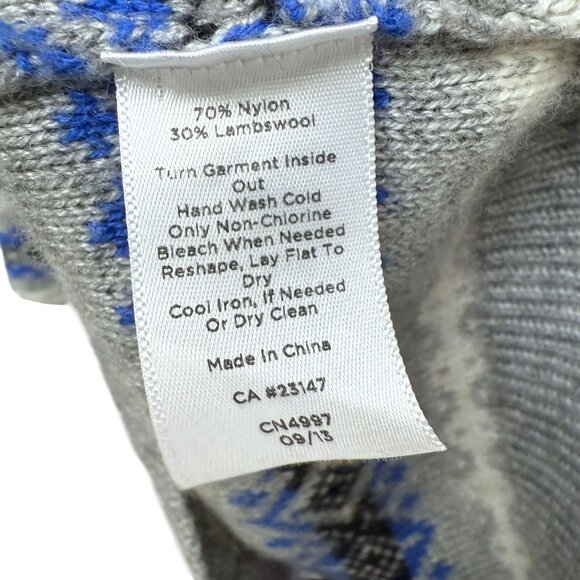 70% Nylon
30% Lambswool
Turn Garment Inside
Out
Hand Wash Cold
Only Non-Chlorine
Bleach When Needed
Reshape, Lay Flat To
Dry
Cool Iron, If Needed
Or Dry Clean
Made In China
CA #23147
CN4997
09/13